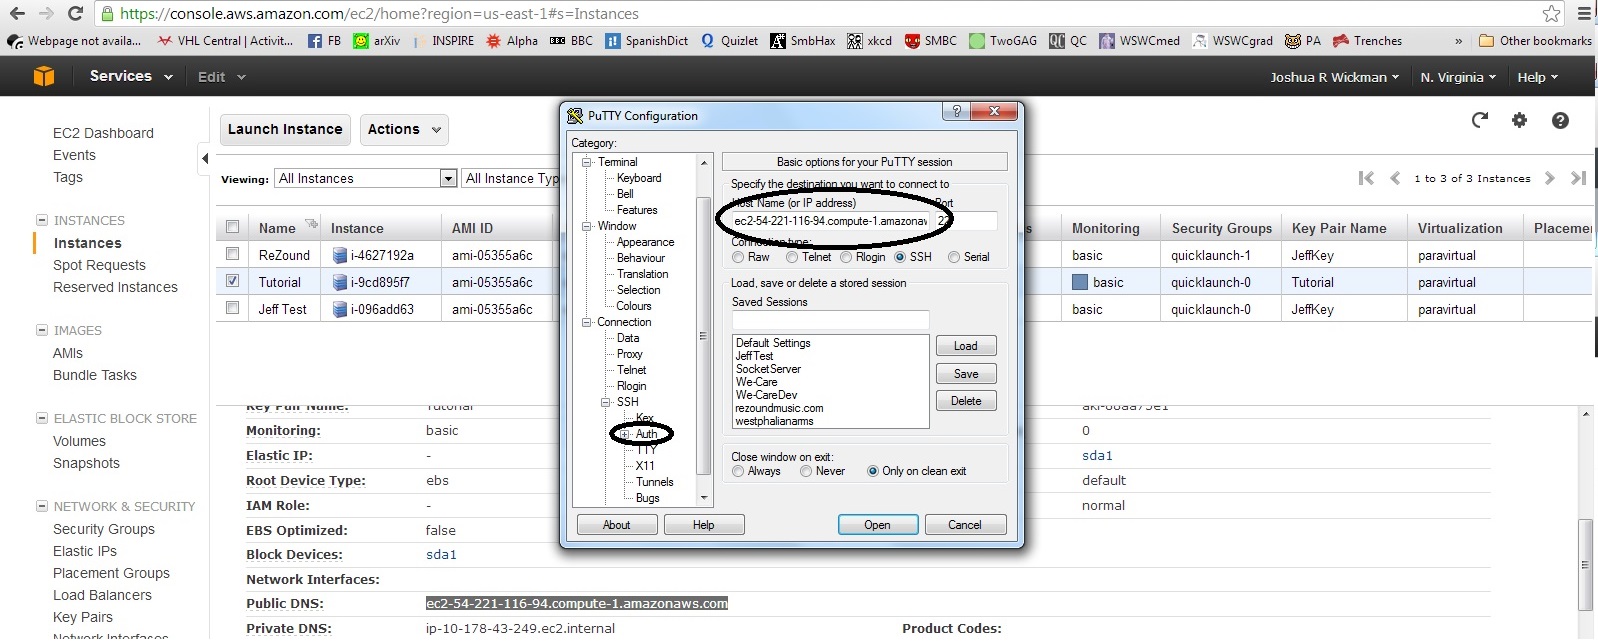 https://console.aws.amazon.com/ec2/home?region=us-east-1#s=Instances
Webpage not availa... VHL Central | Activit... FB arXiv INSPIRE Alpha BBC BBC SpanishDict Quizlet SmbHax xkcd SMBC TwoGAG QC QC WSWCmed WSWCgrad PA Trenches » Other bookmarks
Services Edit Joshua R Wickman N. Virginia Help
EC2 Dashboard
Events
Tags
INSTANCES
Instances
Spot Requests
Reserved Instances
IMAGES
AMIs
Bundle Tasks
ELASTIC BLOCK STORE
Volumes
Snapshots
NETWORK & SECURITY
Security Groups
Elastic IPs
Placement Groups
Load Balancers
Key Pairs
Network Interfaces
Launch Instance Actions
Viewing: All Instances All Instance Typ
1 to 3 of 3 Instances
Name Instance AMI ID Monitoring Security Groups Key Pair Name Virtualization Placeme
ReZound i-4627192a ami-05355a6c basic quicklaunch-1 JeffKey paravirtual
Tutorial i-9cd895f7 ami-05355a6c basic quicklaunch-0 Tutorial paravirtual
Jeff Test i-096add63 ami-05355a6c basic quicklaunch-0 JeffKey paravirtual
Key Pair Name: Tutorial
Monitoring: basic 0
Elastic IP: - sda1
Root Device Type: ebs default
IAM Role: - normal
EBS Optimized: false
Block Devices: sda1
Network Interfaces:
Public DNS: ec2-54-221-116-94.compute-1.amazonaws.com
Private DNS: ip-10-178-43-249.ec2.internal Product Codes:
PuTTY Configuration
Category:
Terminal
Keyboard
Bell
Features
Window
Appearance
Behaviour
Translation
Selection
Colours
Connection
Data
Proxy
Telnet
Rlogin
SSH
Kex
Auth
TTY
X11
Tunnels
Bugs
Basic options for your PuTTY session
Specify the destination you want to connect to
Host Name (or IP address) Port
ec2-54-221-116-94.compute-1.amazonaw 22
Connection type:
Raw Telnet Rlogin SSH Serial
Load, save or delete a stored session
Saved Sessions
Default Settings
JeffTest
SocketServer
We-Care
We-CareDev
rezoundmusic.com
westphalianarms
Load
Save
Delete
Close window on exit:
Always Never Only on clean exit
About Help Open Cancel